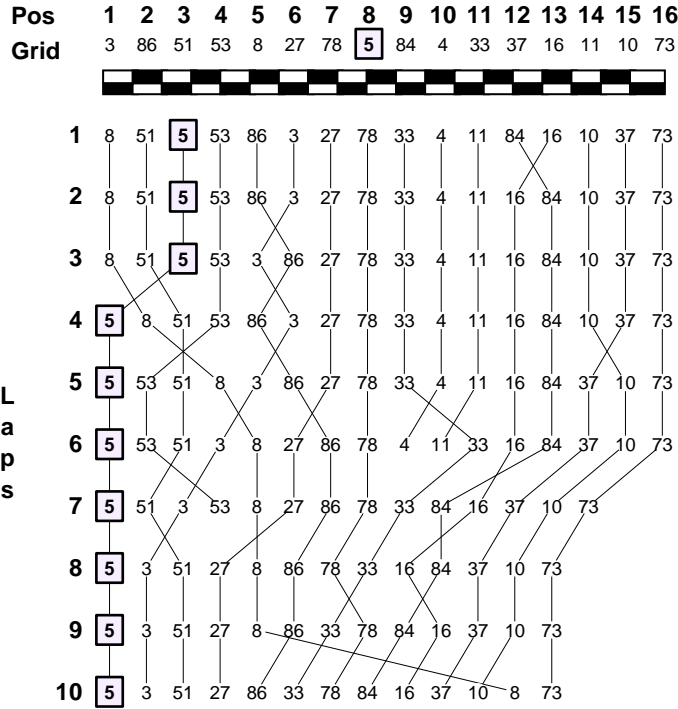 Pos 1 2 3 4 5 6 7 8 9 10 11 12 13 14 15 16
Grid 3 86 51 53 8 27 78 5 84 4 33 37 16 11 10 73
1 8 51 5 53 86 3 27 78 33 4 11 84 16 10 37 73
2 8 51 5 53 86 3 27 78 33 4 11 16 84 10 37 73
3 8 51 5 53 3 86 27 78 33 4 11 16 84 10 37 73
4 5 8 51 53 86 3 27 78 33 4 11 16 84 10 37 73
5 5 53 51 8 3 86 27 78 33 4 11 16 84 37 10 73
6 5 53 51 3 8 27 86 78 4 11 33 16 84 37 10 73
7 5 51 3 53 8 27 86 78 33 84 16 37 10 73
8 5 3 51 27 8 86 78 33 16 84 37 10 73
9 5 3 51 27 8 86 33 78 84 16 37 10 73
10 5 3 51 27 86 33 78 84 16 37 10 8 73
Laps